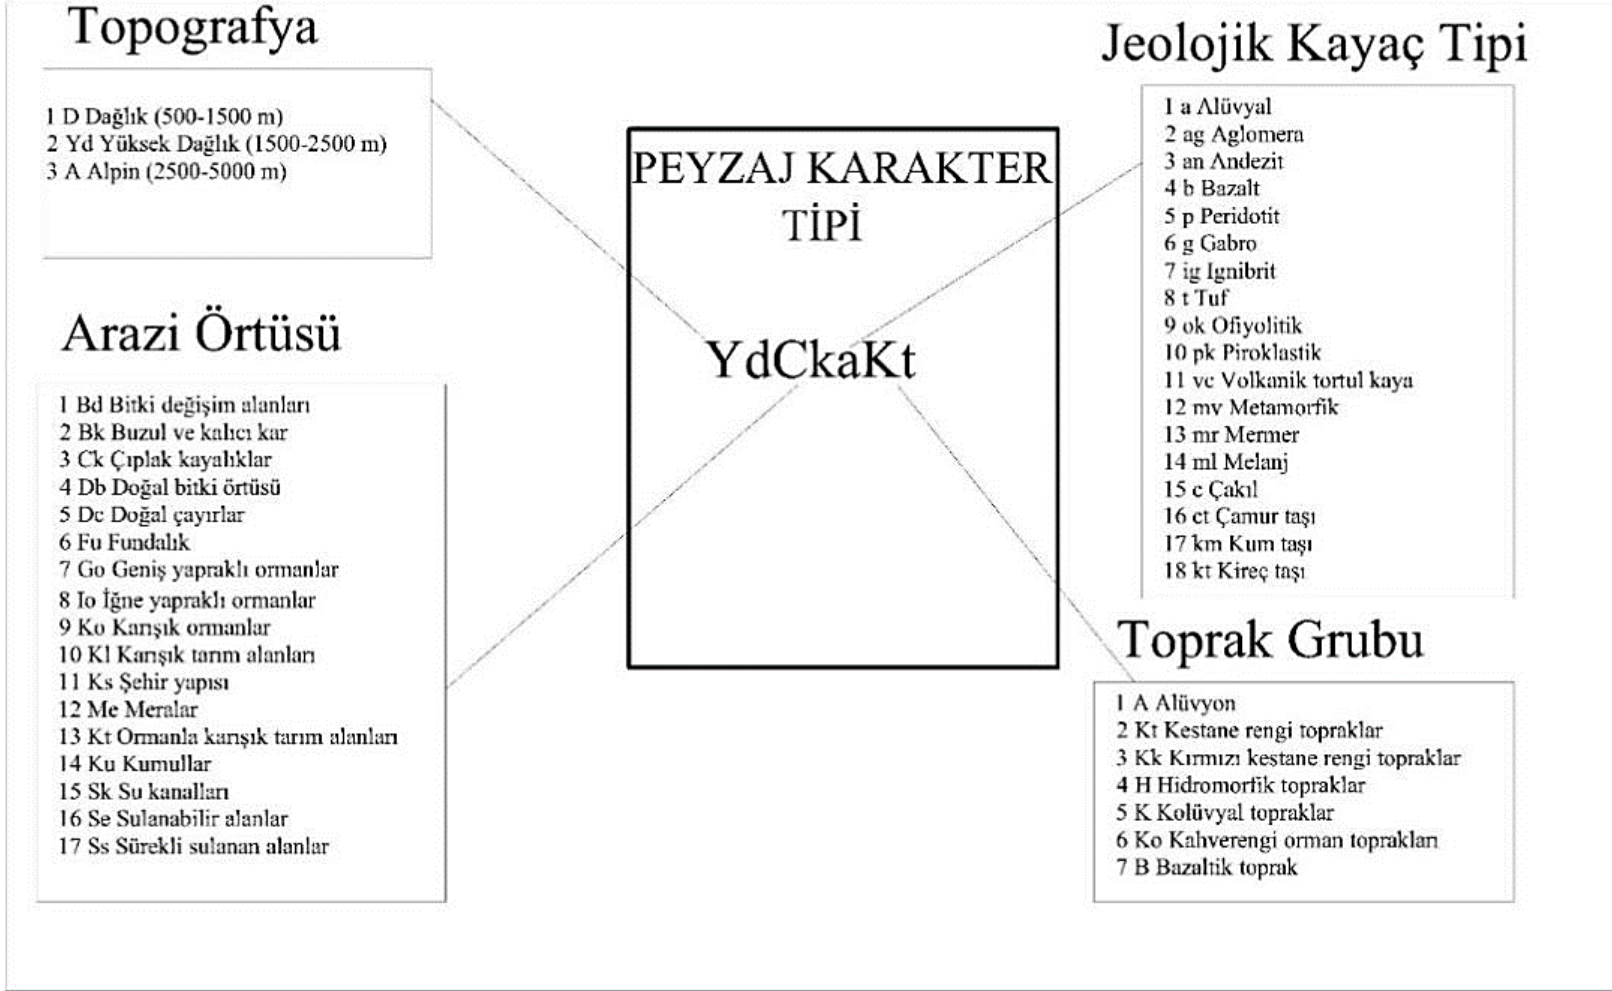 Topografya
1 D Dağlık (500-1500 m)
2 Yd Yüksek Dağlık (1500-2500 m)
3 A Alpin (2500-5000 m)
Arazi Örtüsü
1 Bd Bitki değişim alanları
2 Bk Buzul ve kalıcı kar
3 Ck Çıplak kayalıklar
4 Db Doğal bitki örtüsü
5 Dc Doğal çayırlar
6 Fu Fundalık
7 Go Geniş yapraklı ormanlar
8 Io İğne yapraklı ormanlar
9 Ko Karışık ormanlar
10 Kl Karışık tarım alanları
11 Ks Şehir yapısı
12 Me Meralar
13 Kt Ormanla karışık tarım alanları
14 Ku Kumullar
15 Sk Su kanalları
16 Se Sulanabilir alanlar
17 Ss Sürekli sulanan alanlar
PEYZAJ KARAKTER
TİPİ
YdCkaKt
Jeolojik Kayaç Tipi
1 a Alüvyal
2 ag Aglomera
3 an Andezit
4 b Bazalt
5 p Peridotit
6 g Gabro
7 ig Ignibrit
8 t Tuf
9 ok Ofiyolitik
10 pk Piroklastik
11 vc Volkanik tortul kaya
12 mv Metamorfik
13 mr Mermer
14 ml Melanj
15 c Çakıl
16 ct Çamur taşı
17 km Kum taşı
18 kt Kireç taşı
Toprak Grubu
1 A Alüvyon
2 Kt Kestane rengi topraklar
3 Kk Kırmızı kestane rengi topraklar
4 H Hidromorfik topraklar
5 K Kolüvyal topraklar
6 Ko Kahverengi orman toprakları
7 B Bazaltik toprak